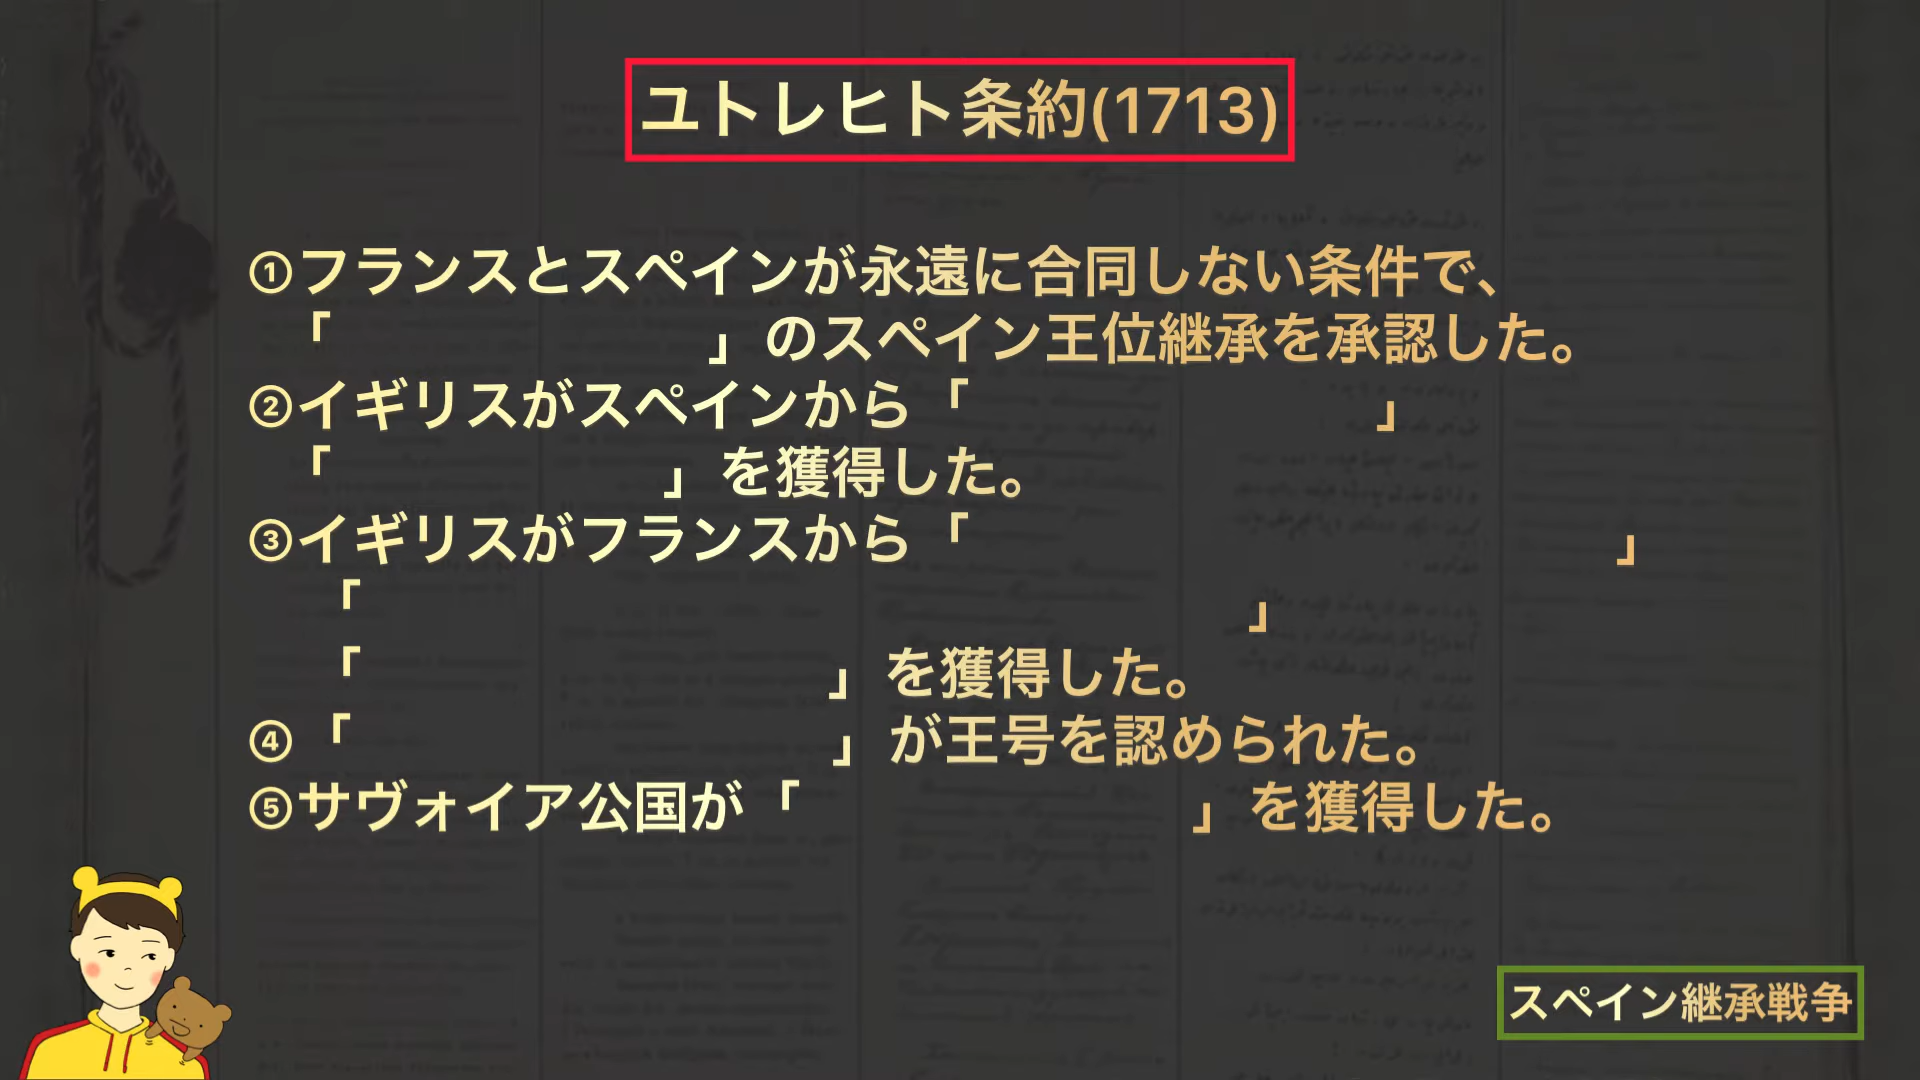 ユトレヒト条約(1713)
①フランスとスペインが永遠に合同しない条件で、
「　　　　　　　」のスペイン王位継承を承認した。
②イギリスがスペインから「　　　　　　　」
「　　　　　　」を獲得した。
③イギリスがフランスから「　　　　　　　　　　　」
「　　　　　　　　　　　　　　　　」
「　　　　　　　　」を獲得した。
④「　　　　　　　　」が王号を認められた。
⑤サヴォイア公国が「　　　　　　　」を獲得した。
スペイン継承戦争